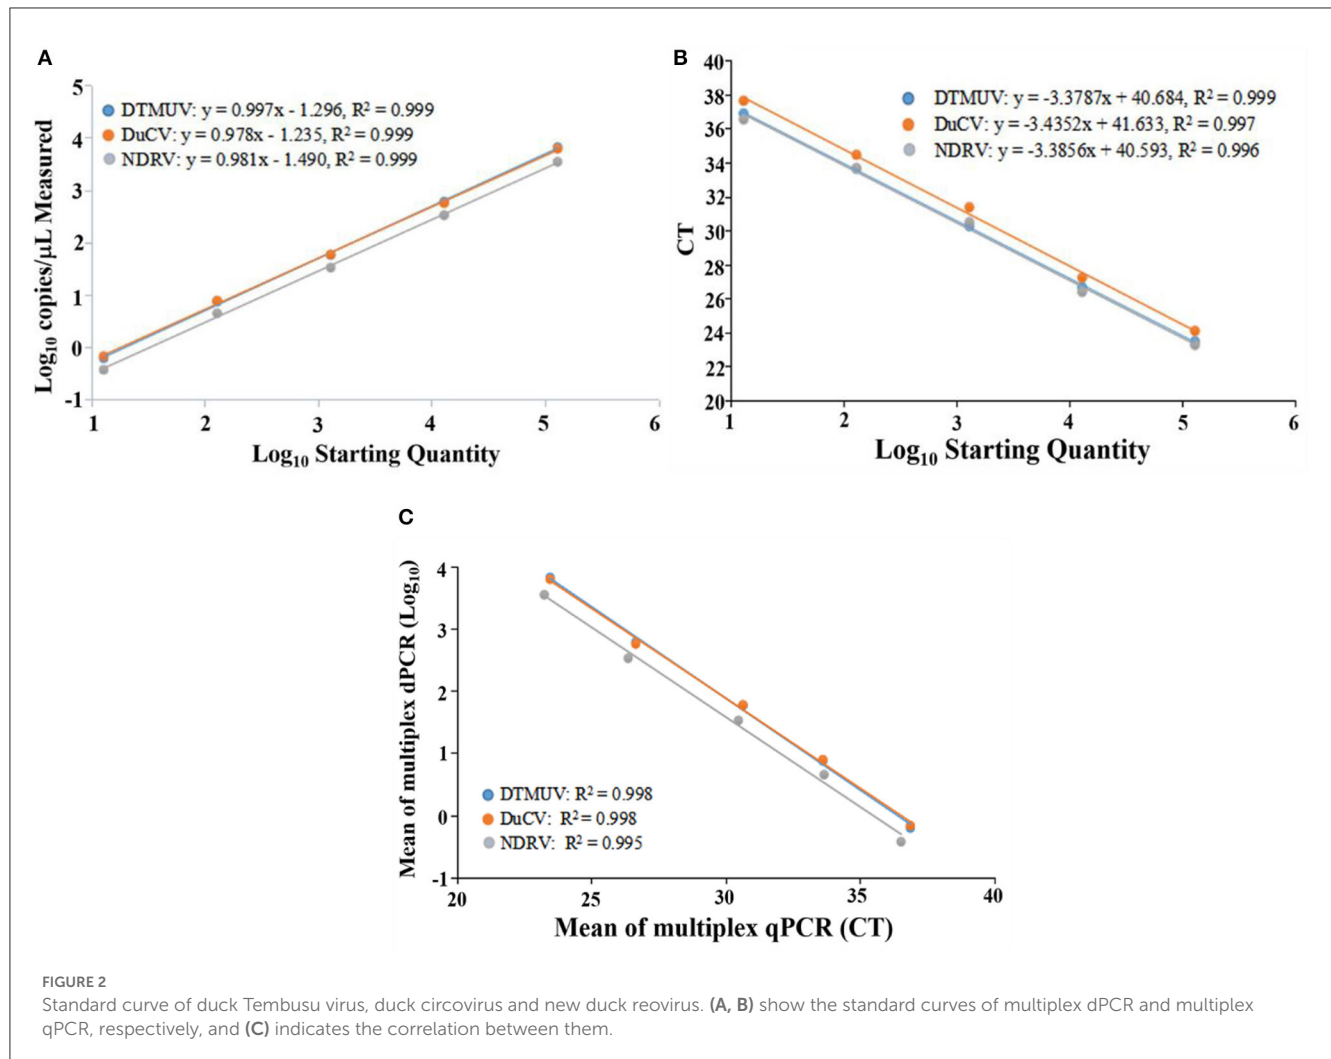 A
5
4
3
2
1
0
-1
Log₁₀ copies/μL Measured
DTMUV: y = 0.997x - 1.296, R² = 0.999
DuCV: y = 0.978x - 1.235, R² = 0.999
NDRV: y = 0.981x - 1.490, R² = 0.999
1 2 3 4 5 6
Log₁₀ Starting Quantity
B
40
38
36
34
32
30
28
26
24
22
20
CT
DTMUV: y = -3.3787x + 40.684, R² = 0.999
DuCV: y = -3.4352x + 41.633, R² = 0.997
NDRV: y = -3.3856x + 40.593, R² = 0.996
1 2 3 4 5 6
Log₁₀ Starting Quantity
C
4
3
2
1
0
-1
Mean of multiplex dPCR (Log₁₀)
DTMUV: R² = 0.998
DuCV: R² = 0.998
NDRV: R² = 0.995
20 25 30 35 40
Mean of multiplex qPCR (CT)
FIGURE 2
Standard curve of duck Tembusu virus, duck circovirus and new duck reovirus. (A, B) show the standard curves of multiplex dPCR and multiplex
qPCR, respectively, and (C) indicates the correlation between them.